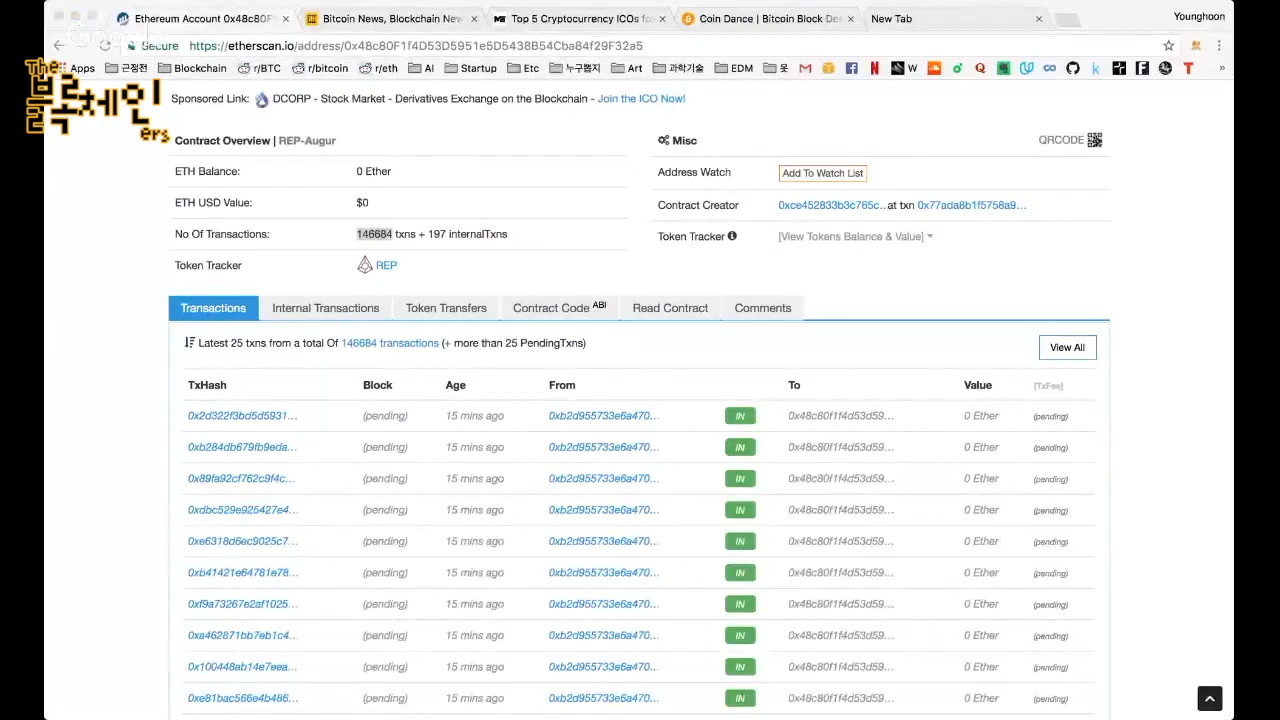 Ethereum Account 0x48c80F
Bitcoin News, Blockchain New
Top 5 Cryptocurrency ICOs fo
Coin Dance | Bitcoin Block De
New Tab
Younghoon
Google
Secure https://etherscan.io/address/0x48c80F1f4D53D5951e5D5438B54Cba84f29F32a5
Apps 근정전 Blockchain r/BTC r/bitcoin r/eth AI Startup Etc 누구뽑지 Art 과학기술 EDM 옷
The
블록체인
ers
Sponsored Link: DCORP - Stock Market - Derivatives Exchange on the Blockchain - Join the ICO Now!
Contract Overview | REP-Augur
ETH Balance: 0 Ether
ETH USD Value: $0
No Of Transactions: 146684 txns + 197 internalTxns
Token Tracker REP
Misc QRCODE
Address Watch Add To Watch List
Contract Creator 0xce452833b3c765c... at txn 0x77ada8b1f5758a9...
Token Tracker [View Tokens Balance & Value]
Transactions Internal Transactions Token Transfers Contract Code ABI Read Contract Comments
Latest 25 txns from a total Of 146684 transactions (+ more than 25 PendingTxns) View All
TxHash Block Age From To Value [TxFee]
0x2d322f3bd5d5931... (pending) 15 mins ago 0xb2d955733e6a470... IN 0x48c80f1f4d53d59... 0 Ether (pending)
0xb284db679fb9eda... (pending) 15 mins ago 0xb2d955733e6a470... IN 0x48c80f1f4d53d59... 0 Ether (pending)
0x89fa92cf762c9f4c... (pending) 15 mins ago 0xb2d955733e6a470... IN 0x48c80f1f4d53d59... 0 Ether (pending)
0xdbc529e925427e4... (pending) 15 mins ago 0xb2d955733e6a470... IN 0x48c80f1f4d53d59... 0 Ether (pending)
0xe6318d6ec9025c7... (pending) 15 mins ago 0xb2d955733e6a470... IN 0x48c80f1f4d53d59... 0 Ether (pending)
0xb41421e64781e78... (pending) 15 mins ago 0xb2d955733e6a470... IN 0x48c80f1f4d53d59... 0 Ether (pending)
0xf9a73267e2af1025... (pending) 15 mins ago 0xb2d955733e6a470... IN 0x48c80f1f4d53d59... 0 Ether (pending)
0xa462871bb7eb1c4... (pending) 15 mins ago 0xb2d955733e6a470... IN 0x48c80f1f4d53d59... 0 Ether (pending)
0x100448ab14e7eea... (pending) 15 mins ago 0xb2d955733e6a470... IN 0x48c80f1f4d53d59... 0 Ether (pending)
0xe81bac566e4b486... (pending) 15 mins ago 0xb2d955733e6a470... IN 0x48c80f1f4d53d59... 0 Ether (pending)